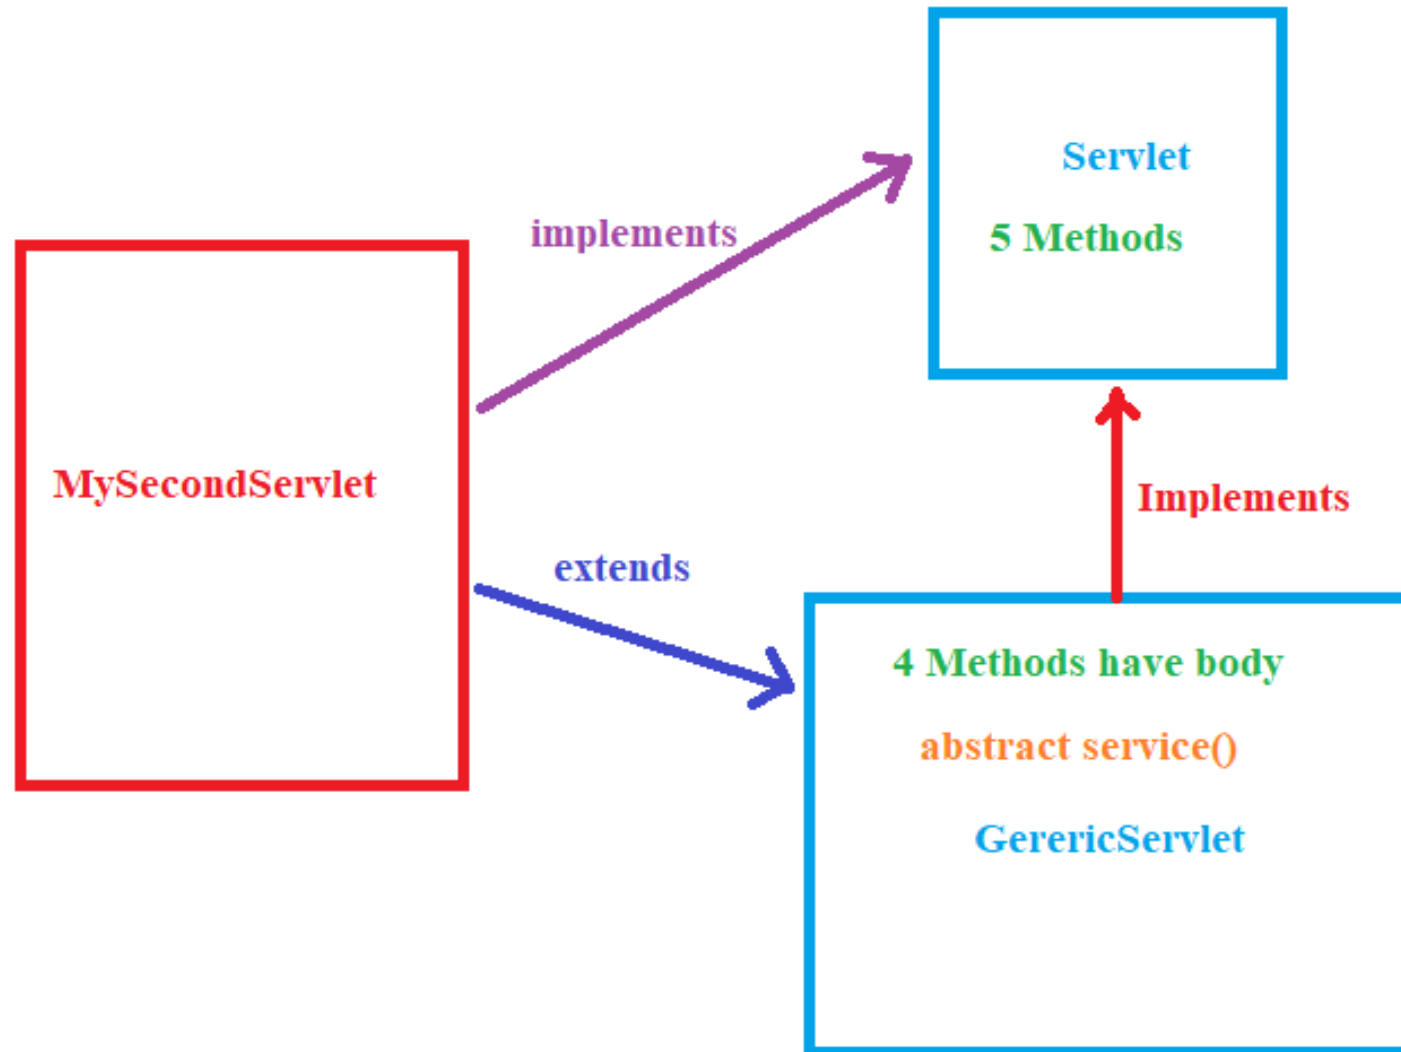 Servlet
5 Methods
implements
MySecondServlet
Implements
extends
4 Methods have body
abstract service()
GerericServlet